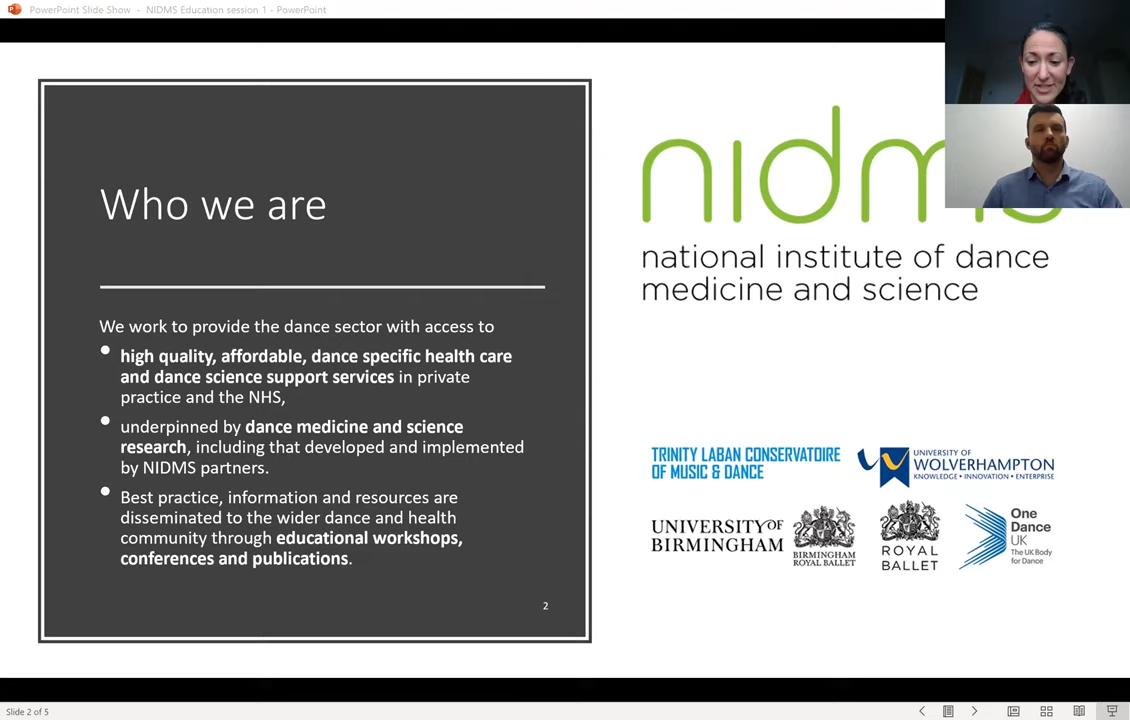 PowerPoint Slide Show - NIDMS Education session 1 - PowerPoint
Who we are
We work to provide the dance sector with access to
• high quality, affordable, dance specific health care
and dance science support services in private
practice and the NHS,
• underpinned by dance medicine and science
research, including that developed and implemented
by NIDMS partners.
• Best practice, information and resources are
disseminated to the wider dance and health
community through educational workshops,
conferences and publications.
2
nidms
national institute of dance
medicine and science
TRINITY LABAN CONSERVATOIRE
OF MUSIC & DANCE
UNIVERSITY OF
WOLVERHAMPTON
KNOWLEDGE • INNOVATION • ENTERPRISE
UNIVERSITY OF
BIRMINGHAM
BIRMINGHAM
ROYAL BALLET
ROYAL
BALLET
One
Dance
UK
The UK Body
for Dance
Slide 2 of 5